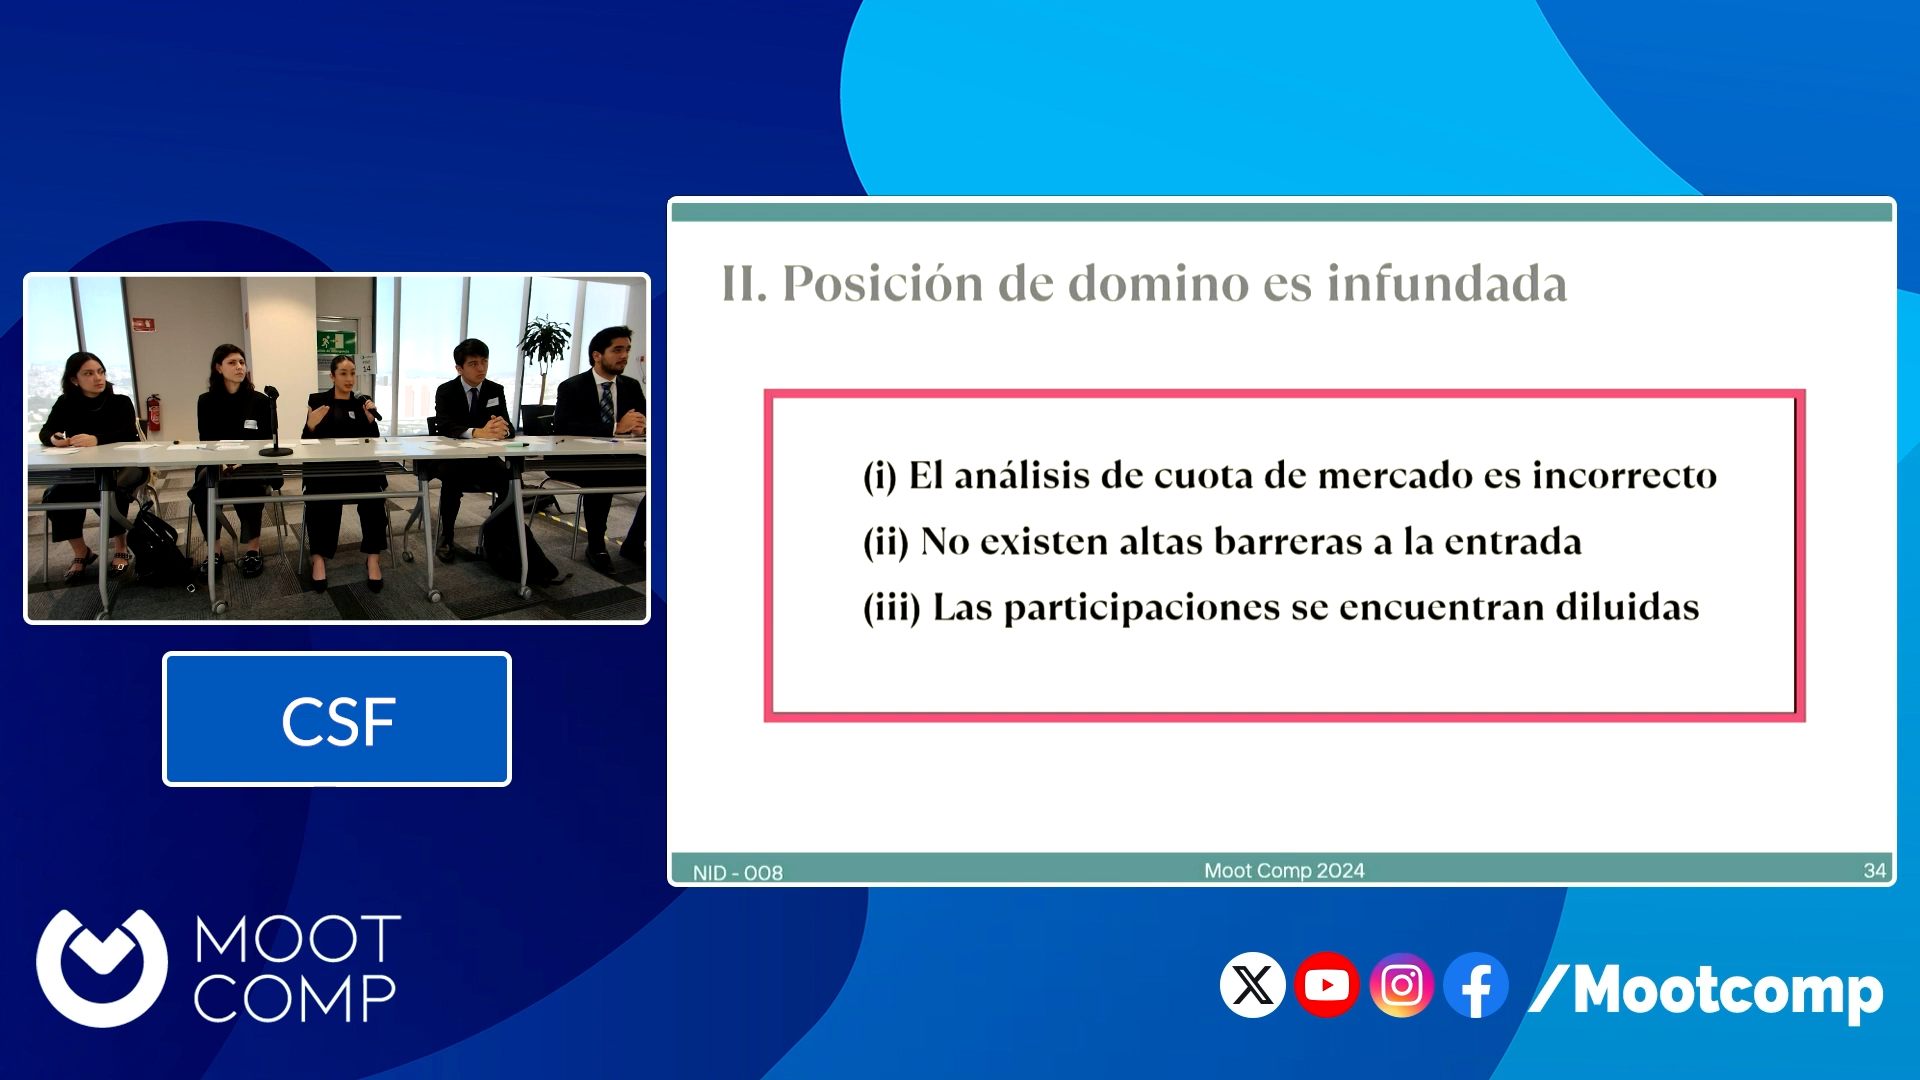 II. Posición de domino es infundada
(i) El análisis de cuota de mercado es incorrecto
(ii) No existen altas barreras a la entrada
(iii) Las participaciones se encuentran diluidas
NID - 008
Moot Comp 2024
34
14
CSF
MOOT
COMP
/Mootcomp